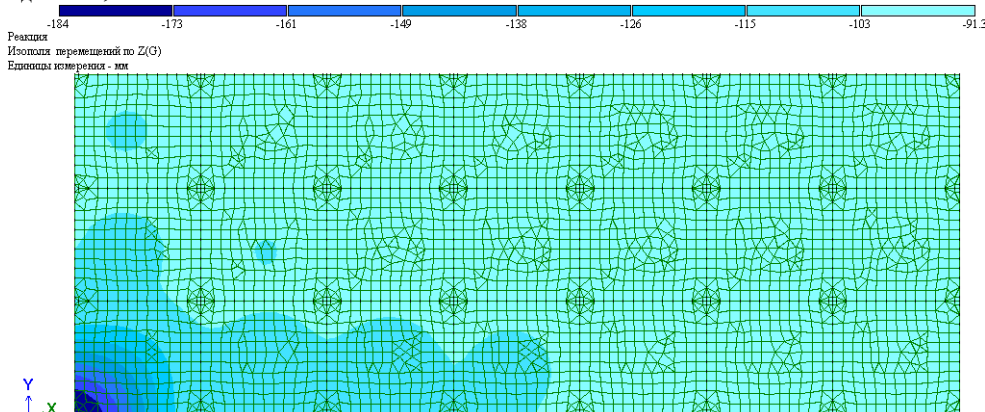 -184 -173 -161 -149 -138 -126 -115 -103 -91.3
Реакция
Изополя перемещений по Z(G)
Единицы измерения - мм
Y
X